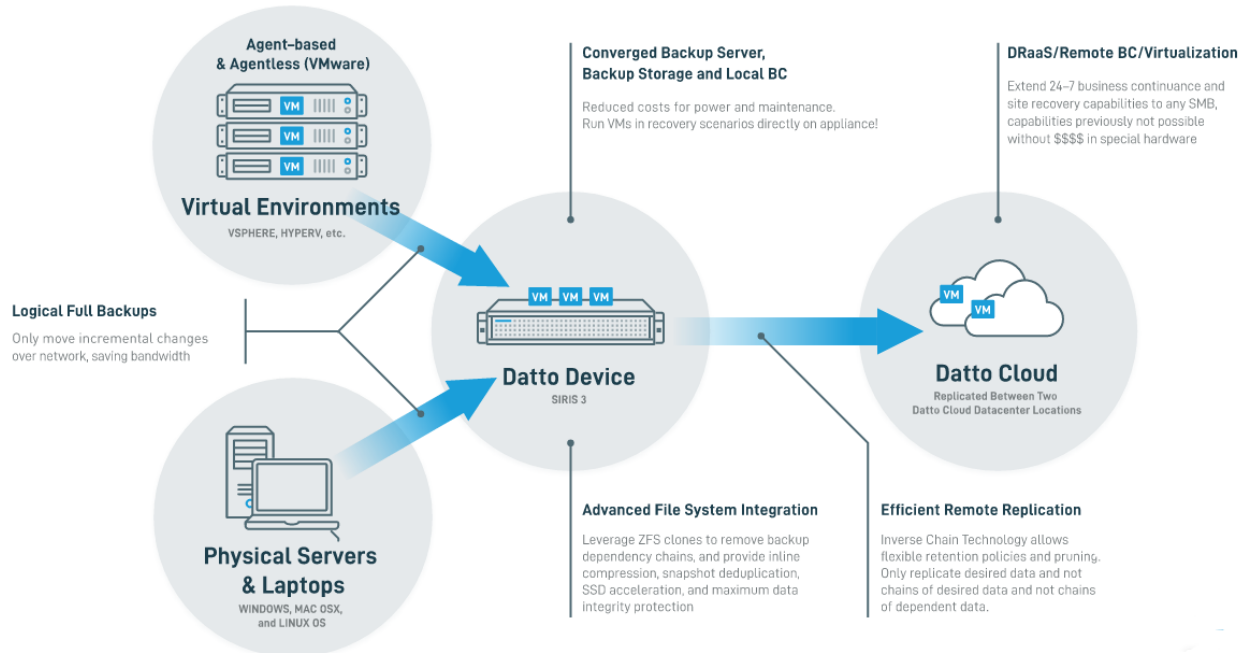 Agent-based
& Agentless (VMware)
VM
VM
VM
Virtual Environments
VSPHERE, HYPERV, etc.
Logical Full Backups
Only move incremental changes
over network, saving bandwidth
Physical Servers
& Laptops
WINDOWS, MAC OSX,
and LINUX OS
Converged Backup Server,
Backup Storage and Local BC
Reduced costs for power and maintenance.
Run VMs in recovery scenarios directly on appliance!
VM VM VM
Datto Device
SIRIS 3
Advanced File System Integration
Leverage ZFS clones to remove backup
dependency chains, and provide inline
compression, snapshot deduplication,
SSD acceleration, and maximum data
integrity protection
DRaaS/Remote BC/Virtualization
Extend 24-7 business continuance and
site recovery capabilities to any SMB,
capabilities previously not possible
without $$$$ in special hardware
VM
VM
Datto Cloud
Replicated Between Two
Datto Cloud Datacenter Locations
Efficient Remote Replication
Inverse Chain Technology allows
flexible retention policies and pruning.
Only replicate desired data and not
chains of desired data and not chains
of dependent data.